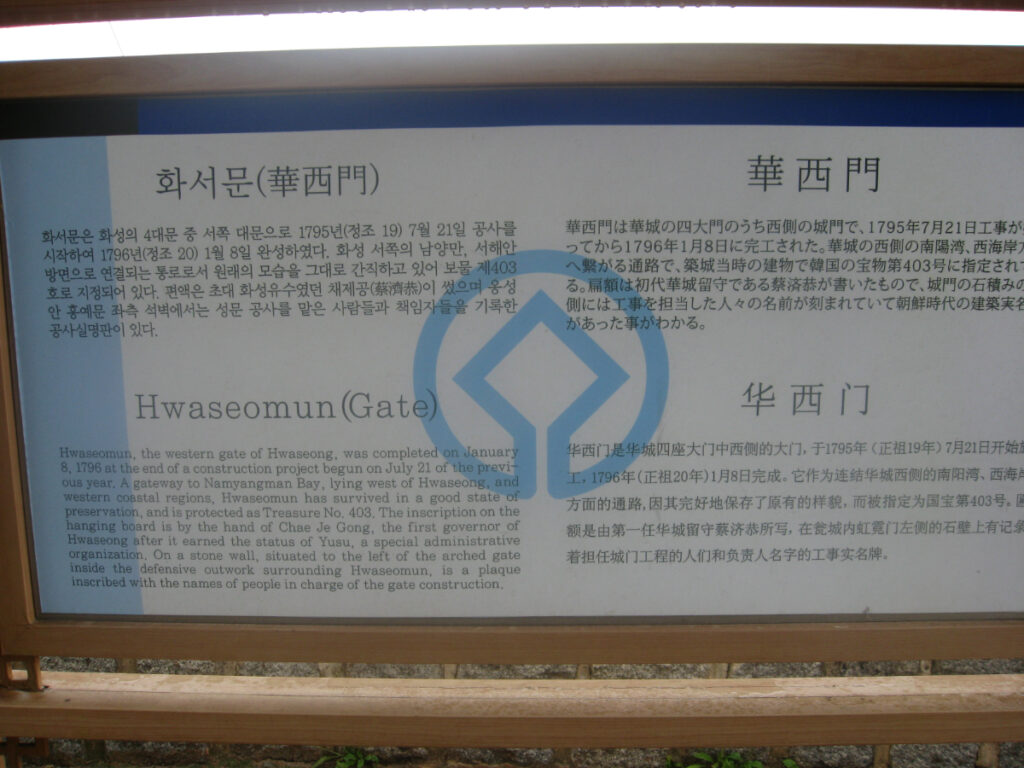 화서문(華西門)
화서문은 화성의 4대문 중 서쪽 대문으로 1795년(정조 19) 7월 21일 공사를
시작하여 1796년(정조 20) 1월 8일 완성하였다. 화성 서쪽의 남양만, 서해안
방면으로 연결되는 통로로서 원래의 모습을 그대로 간직하고 있어 보물 제403
호로 지정되어 있다. 편액은 초대 화성유수였던 채제공(蔡濟恭)이 썼으며 옹성
안 홍예문 좌측 석벽에서는 성문 공사를 맡은 사람들과 책임자들을 기록한
공사실명판이 있다.
Hwaseomun(Gate)
Hwaseomun, the western gate of Hwaseong, was completed on January
8, 1796 at the end of a construction project begun on July 21 of the previ-
ous year. A gateway to Namyangman Bay, lying west of Hwaseong, and
western coastal regions, Hwaseomun has survived in a good state of
preservation, and is protected as Treasure No. 403. The inscription on the
hanging board is by the hand of Chae Je Gong, the first governor of
Hwaseong after it earned the status of Yusu, a special administrative
organization. On a stone wall, situated to the left of the arched gate
inside the defensive outwork surrounding Hwaseomun, is a plaque
inscribed with the names of people in charge of the gate construction.
華西門
華西門は華城の四大門のうち西側の城門で、1795年7月21日工事が
ってから1796年1月8日に完工された。華城の西側の南陽湾、西海岸方
へ繋がる通路で、築城当時の建物で韓国の宝物第403号に指定されて
る。扁額は初代華城留守である蔡済恭が書いたもので、城門の石積みの
側には工事を担当した人々の名前が刻まれていて朝鮮時代の建築実名
があった事がわかる。
华西门
华西门是华城四座大门中西侧的大门，于1795年（正祖19年）7月21日开始施
工，1796年(正祖20年)1月8日完成。它作为连结华城西侧的南阳湾、西海岸
方面的通路，因其完好地保存了原有的样貌，而被指定为国宝第403号。匾
额是由第一任华城留守蔡济恭所写，在瓮城内虹霓门左侧的石壁上有记录
着担任城门工程的人们和负责人名字的工事实名牌。